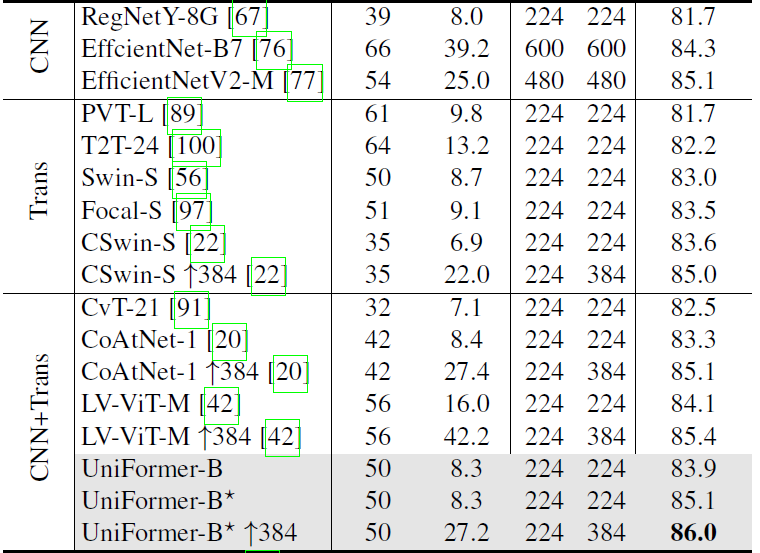 CNN
RegNetY-8G [67] 39 8.0 224 224 81.7
EffcientNet-B7 [76] 66 39.2 600 600 84.3
EfficientNetV2-M [77] 54 25.0 480 480 85.1
Trans
PVT-L [89] 61 9.8 224 224 81.7
T2T-24 [100] 64 13.2 224 224 82.2
Swin-S [56] 50 8.7 224 224 83.0
Focal-S [97] 51 9.1 224 224 83.5
CSwin-S [22] 35 6.9 224 224 83.6
CSwin-S ↑384 [22] 35 22.0 224 384 85.0
CNN+Trans
CvT-21 [91] 32 7.1 224 224 82.5
CoAtNet-1 [20] 42 8.4 224 224 83.3
CoAtNet-1 ↑384 [20] 42 27.4 224 384 85.1
LV-ViT-M [42] 56 16.0 224 224 84.1
LV-ViT-M ↑384 [42] 56 42.2 224 384 85.4
UniFormer-B 50 8.3 224 224 83.9
UniFormer-B⋆ 50 8.3 224 224 85.1
UniFormer-B⋆ ↑384 50 27.2 224 384 86.0